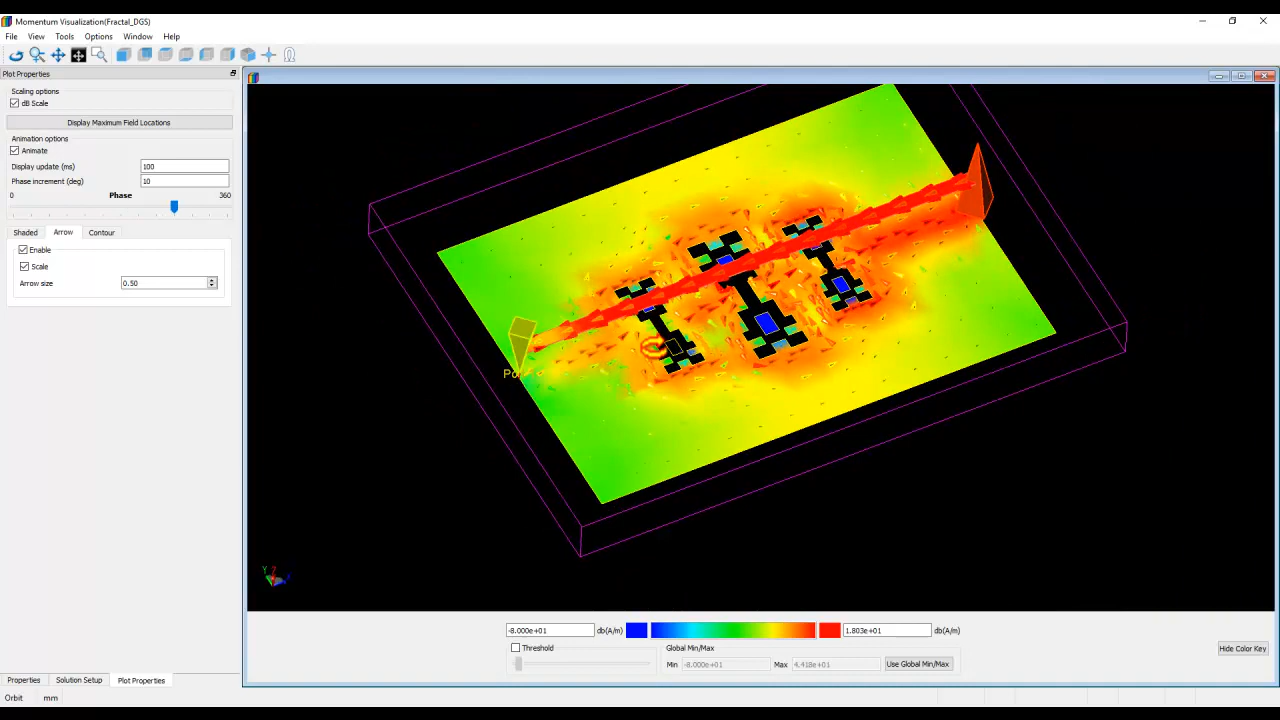 Momentum Visualization(Fractal_DGS)
File View Tools Options Window Help
Plot Properties
Scaling options
dB Scale
Display Maximum Field Locations
Animation options
Animate
Display update (ms) 100
Phase increment (deg) 10
0 Phase 360
Shaded Arrow Contour
Enable
Scale
Arrow size 0.50
Y Z
-8.000e+01 db(A/m) 1.803e+01 db(A/m)
Threshold Global Min/Max
Min -8.000e+01 Max 4.418e+01 Use Global Min/Max
Hide Color Key
Properties Solution Setup Plot Properties
Orbit mm